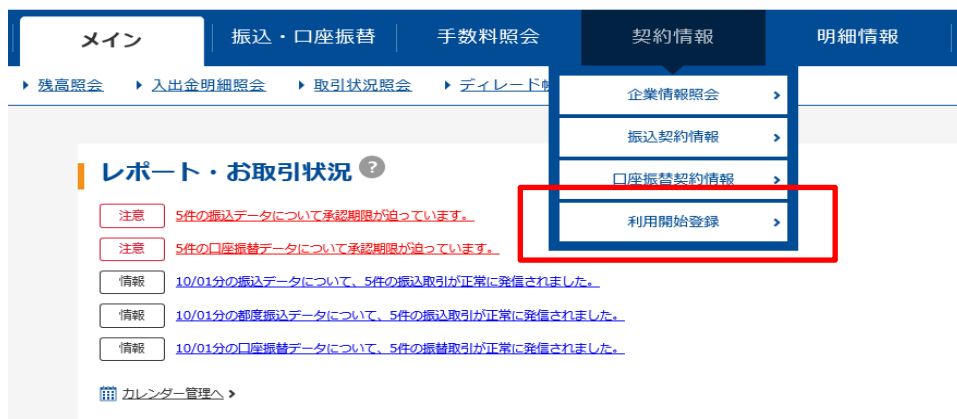 メイン 振込・口座振替 手数料照会 契約情報 明細情報
残高照会 入出金明細照会 取引状況照会 ディレード
企業情報照会
振込契約情報
口座振替契約情報
利用開始登録
レポート・お取引状況 ?
注意 5件の振込データについて承認期限が迫っています。
注意 5件の口座振替データについて承認期限が迫っています。
情報 10/01分の振込データについて、5件の振込取引が正常に発信されました。
情報 10/01分の都度振込データについて、5件の振込取引が正常に発信されました。
情報 10/01分の口座振替データについて、5件の振替取引が正常に発信されました。
カレンダー管理へ